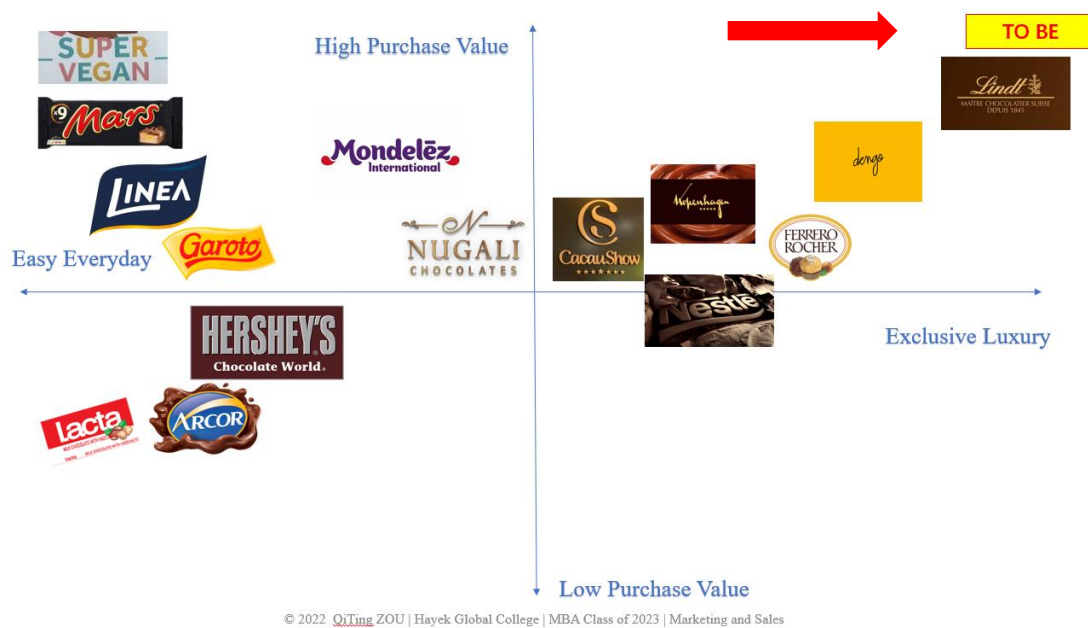 TO BE
High Purchase Value
SUPER
VEGAN
Lindt
MAÎTRE CHOCOLATIER SUISSE
DEPUIS 1845
Mars
Mondelēz
International
dengo
LINEA
Kopenhagen
N
NUGALI
CHOCOLATES
CS
CacauShow
FERRERO
ROCHER
Garoto
Easy Everyday
Nestlé
HERSHEY'S
Chocolate World.
Exclusive Luxury
Lacta
ARCOR
Low Purchase Value
© 2022 QiTing ZOU | Hayek Global College | MBA Class of 2023 | Marketing and Sales